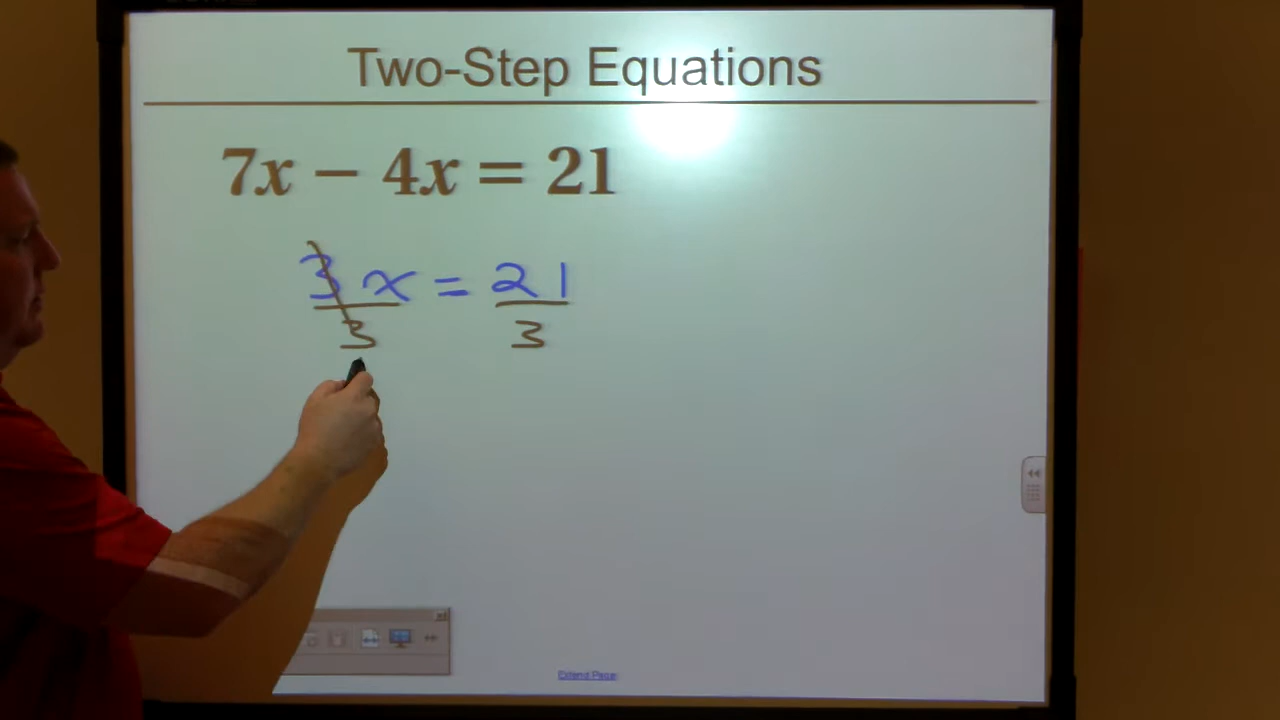 Two-Step Equations
7x − 4x = 21
3x = 21
3 3
Extend Page